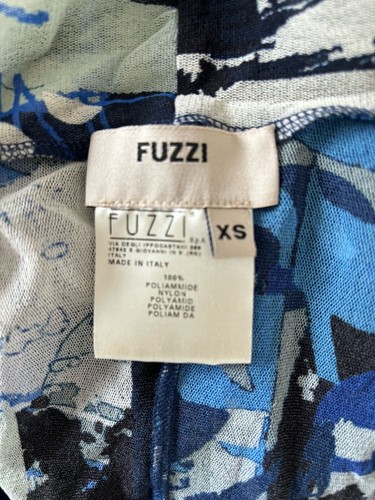 FUZZI
FUZZI
S.p.A.
XS
VIA DEGLI IPPOCASTANI 369
47842 S.GIOVANNI IN M. (RN)
ITALY
MADE IN ITALY
100%
POLIAMMIDE
NYLON
POLYAMID
POLYAMIDE
POLIAM DA